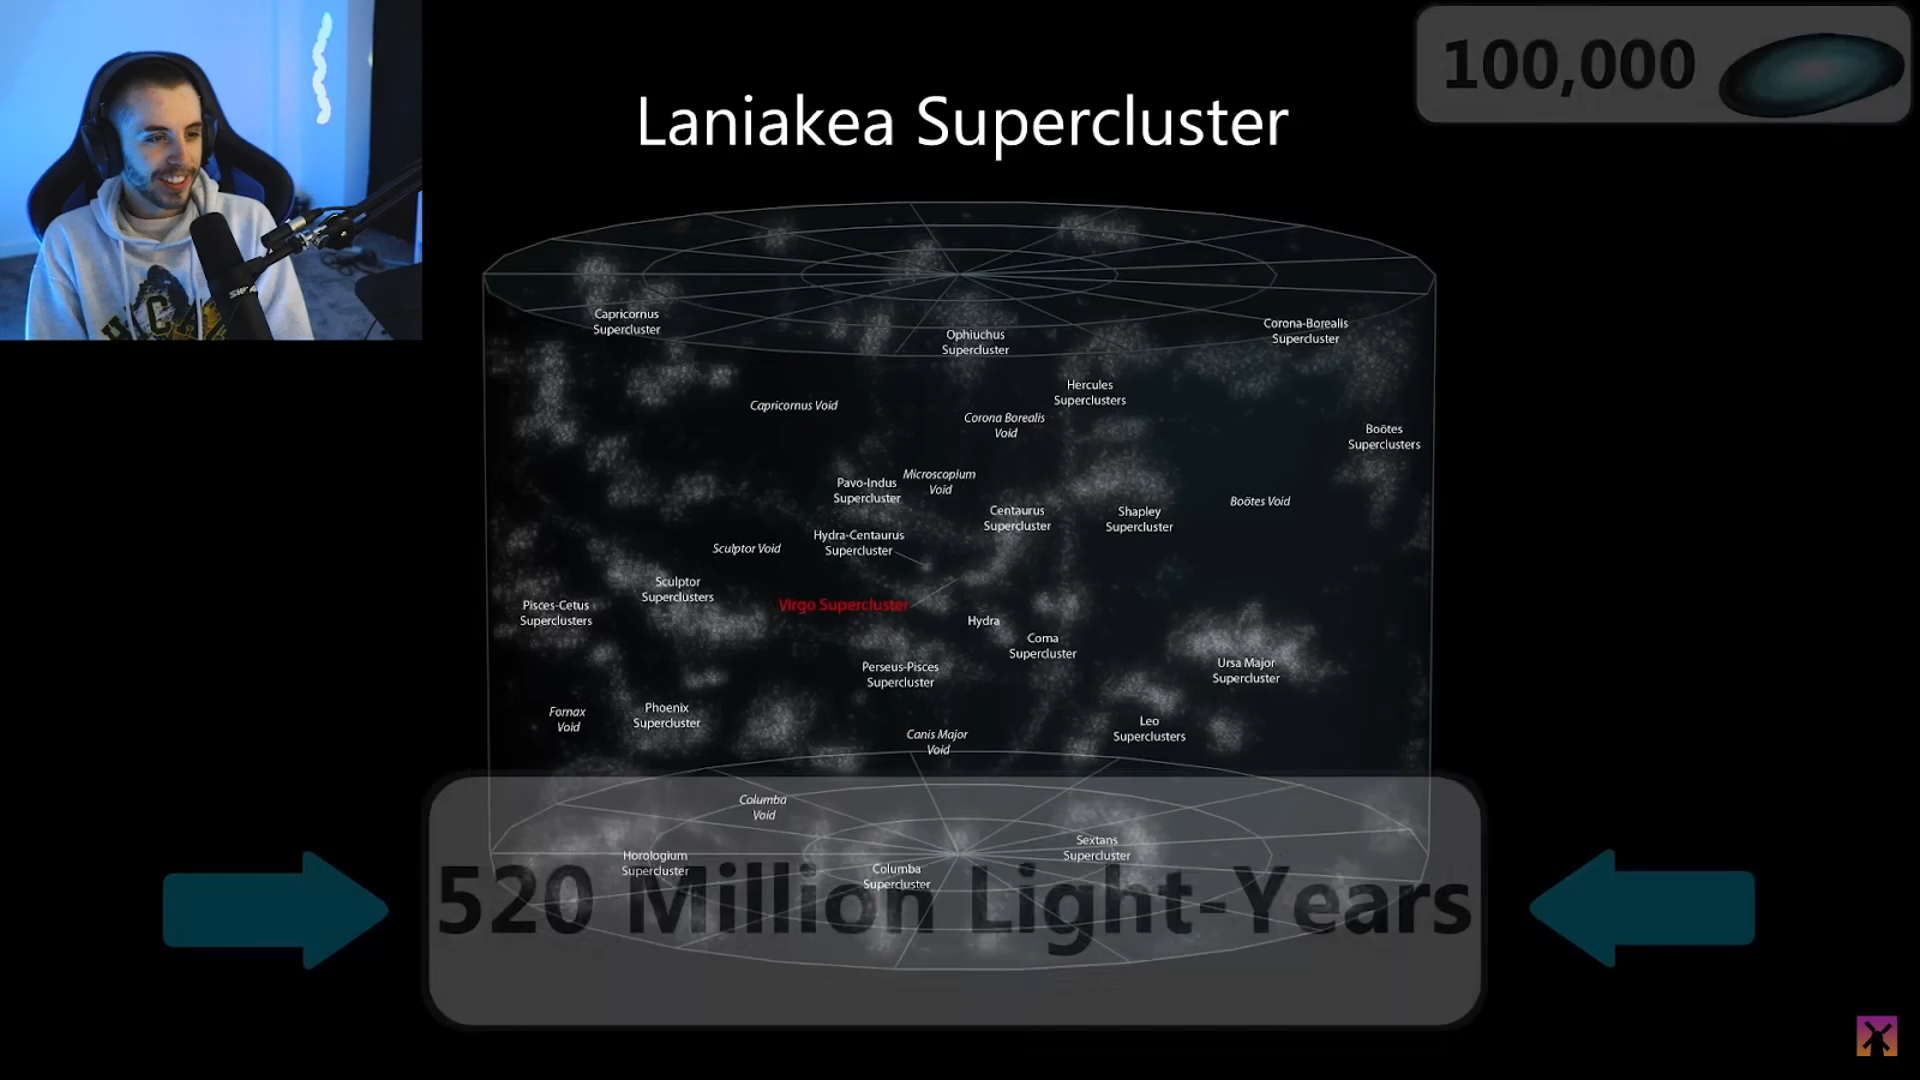 100,000
Laniakea Supercluster
Capricornus
Supercluster
Ophiuchus
Supercluster
Corona-Borealis
Supercluster
Hercules
Superclusters
Capricornus Void
Corona Borealis
Void
Boötes
Superclusters
Microscopium
Void
Pavo-Indus
Supercluster
Centaurus
Supercluster
Shapley
Supercluster
Boötes Void
Hydra-Centaurus
Supercluster
Sculptor Void
Sculptor
Superclusters
Pisces-Cetus
Superclusters
Virgo Supercluster
Hydra
Coma
Supercluster
Perseus-Pisces
Supercluster
Ursa Major
Supercluster
Fornax
Void
Phoenix
Supercluster
Leo
Superclusters
Canis Major
Void
Columba
Void
Sextans
Supercluster
Horologium
Supercluster
Columba
Supercluster
520 Million Light-Years